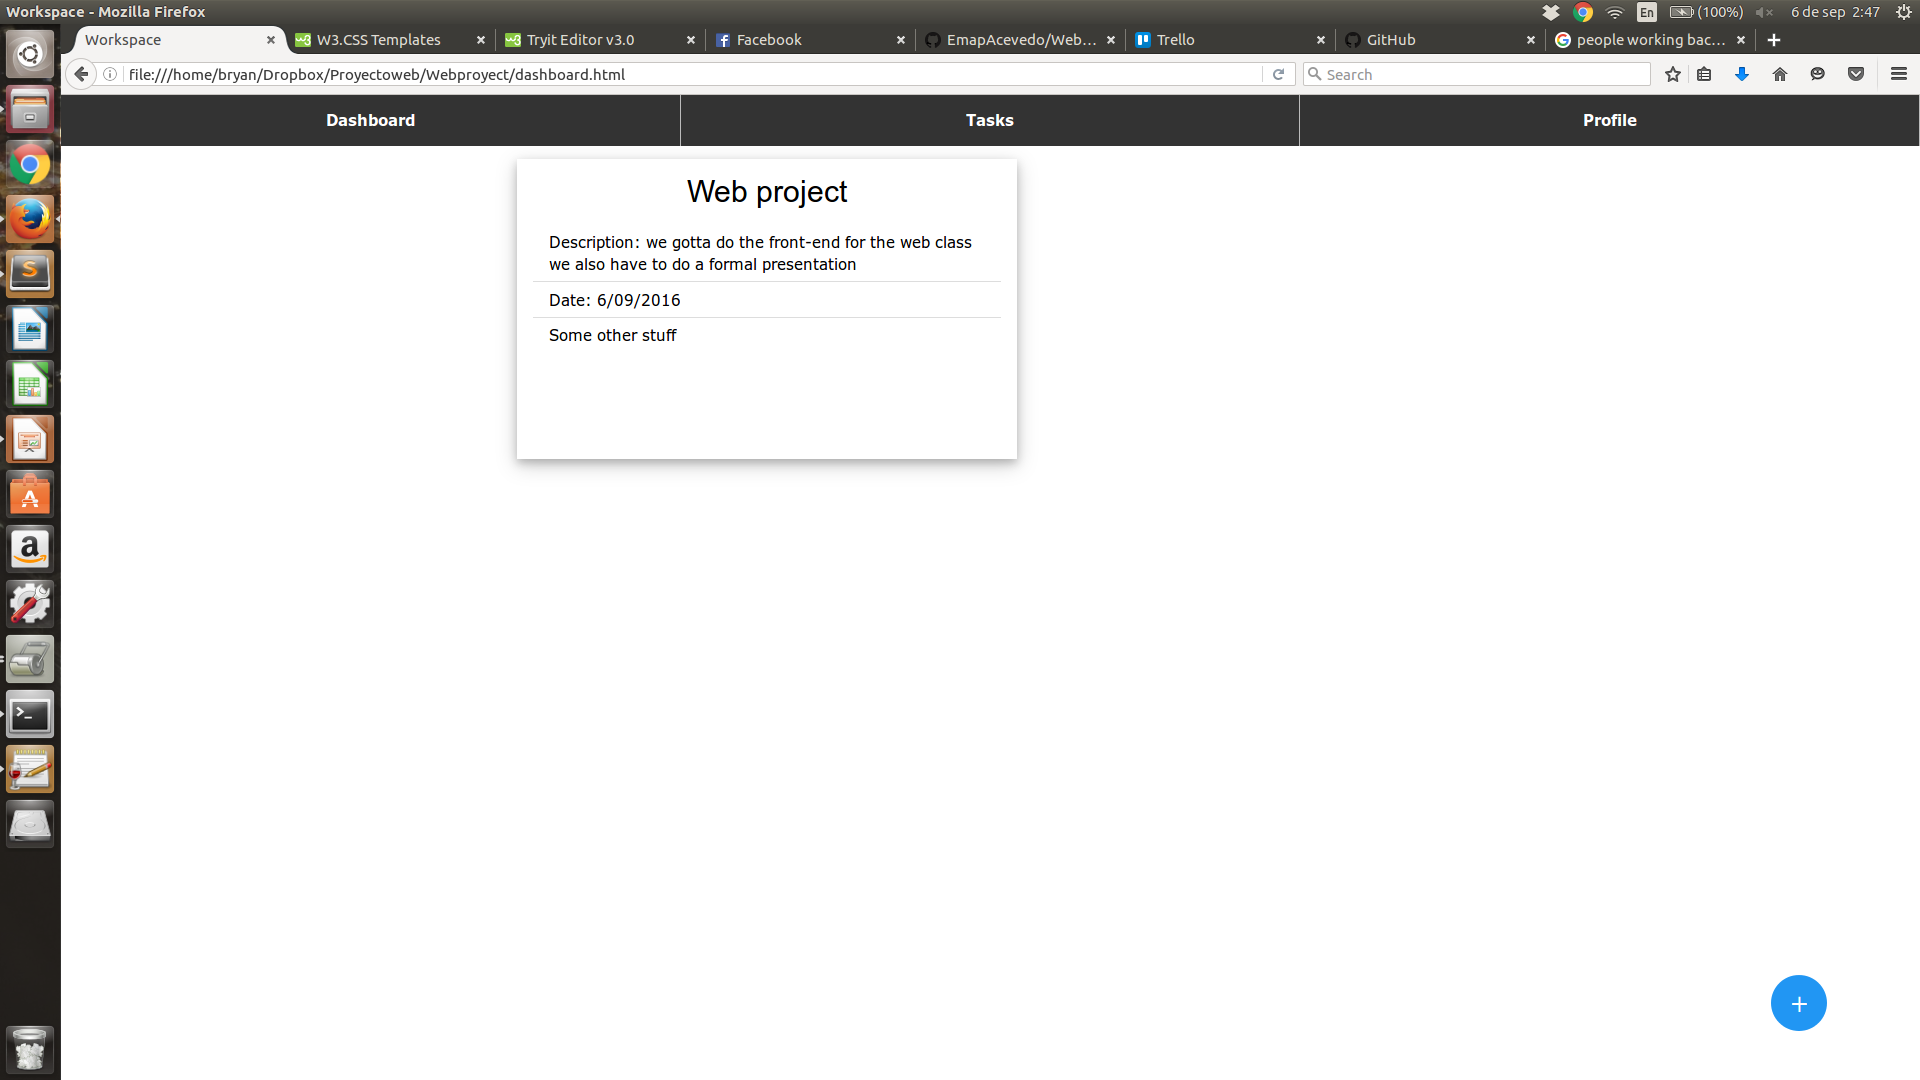 Workspace - Mozilla Firefox
En
(100%)
6 de sep 2:47
Workspace
W3.CSS Templates
Tryit Editor v3.0
Facebook
EmapAcevedo/Web...
Trello
GitHub
people working bac...
file:///home/bryan/Dropbox/Proyectoweb/Webproyect/dashboard.html
Search
Dashboard
Tasks
Profile
Web project
Description: we gotta do the front-end for the web class
we also have to do a formal presentation
Date: 6/09/2016
Some other stuff
+